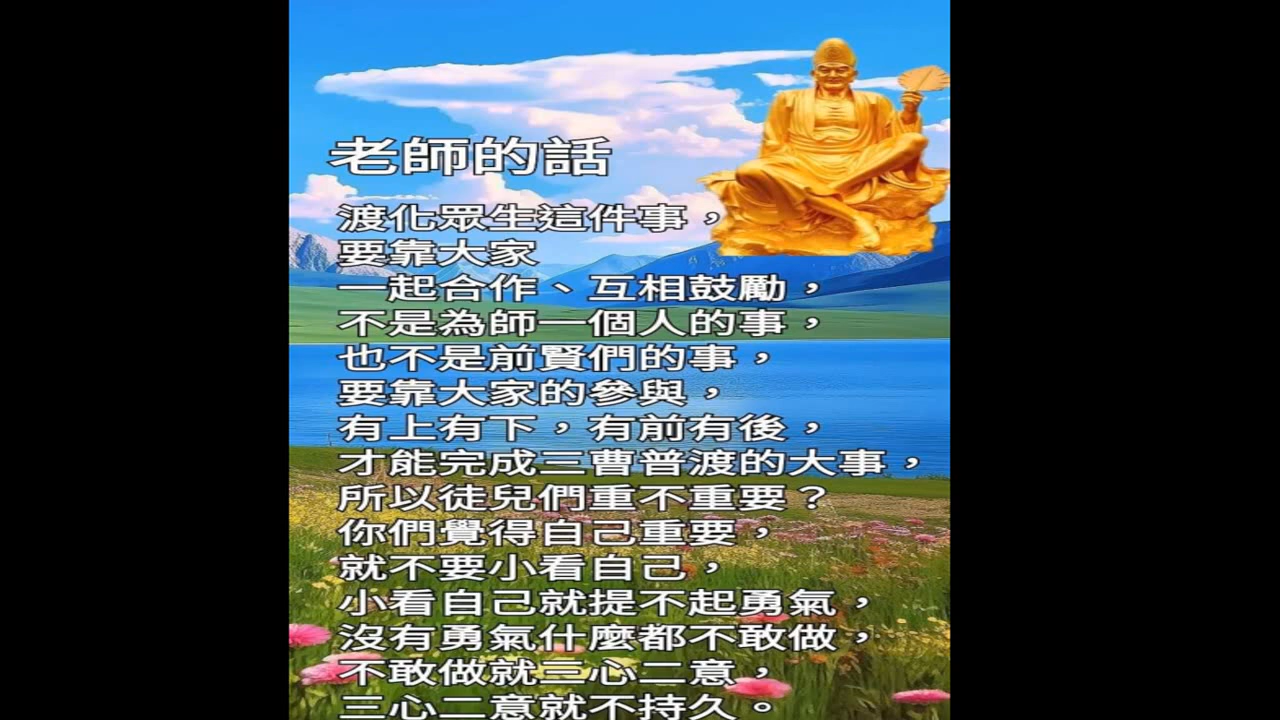 老師的話
渡化眾生這件事，
要靠大家
一起合作、互相鼓勵，
不是為師一個人的事，
也不是前賢們的事，
要靠大家的參與，
有上有下，有前有後，
才能完成三曹普渡的大事，
所以徒兒們重不重要？
你們覺得自己重要，
就不要小看自己，
小看自己就提不起勇氣，
沒有勇氣什麼都不敢做，
不敢做就三心二意，
三心二意就不持久。